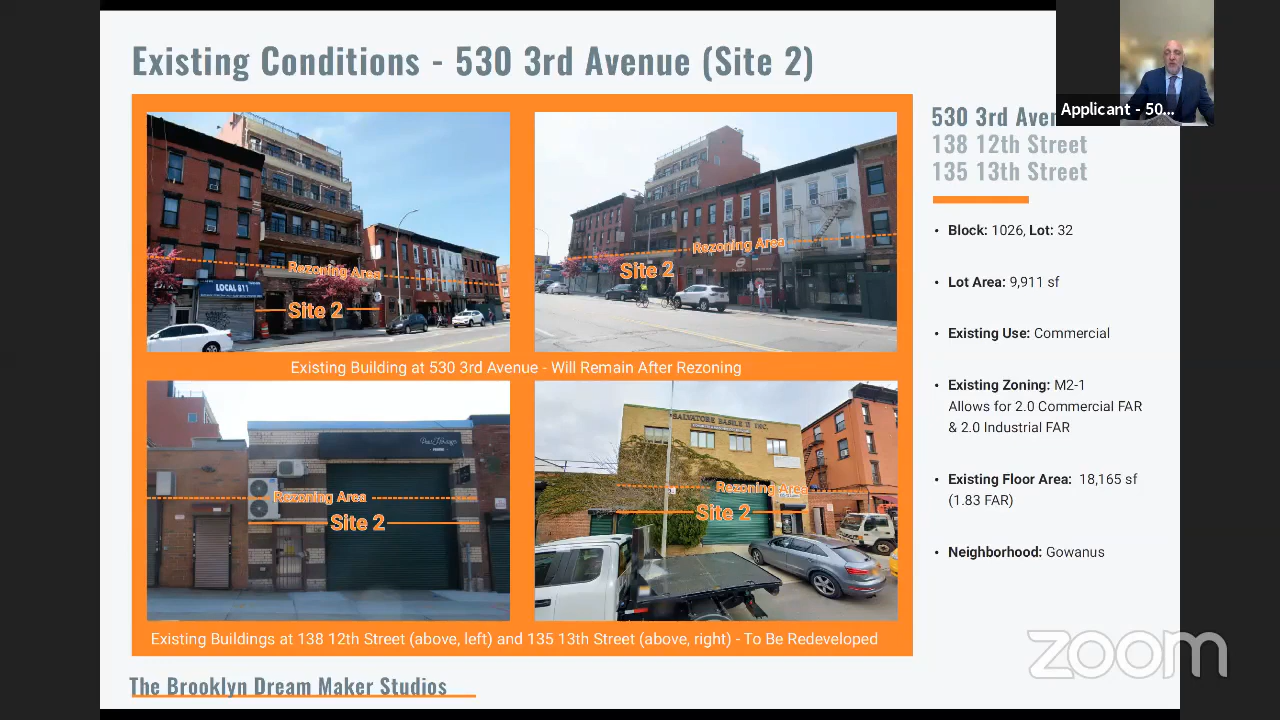 Existing Conditions - 530 3rd Avenue (Site 2)
Applicant - 50...
530 3rd Aven
138 12th Street
135 13th Street
Rezoning Area
LOCAL 811
Site 2
Rezoning Area
Site 2
Existing Building at 530 3rd Avenue - Will Remain After Rezoning
Rezoning Area
Site 2
SALVATORE BASILE II INC.
Rezoning Area
Site 2
Existing Buildings at 138 12th Street (above, left) and 135 13th Street (above, right) - To Be Redeveloped
• Block: 1026, Lot: 32
• Lot Area: 9,911 sf
• Existing Use: Commercial
• Existing Zoning: M2-1
Allows for 2.0 Commercial FAR
& 2.0 Industrial FAR
• Existing Floor Area: 18,165 sf
(1.83 FAR)
• Neighborhood: Gowanus
The Brooklyn Dream Maker Studios
zoom